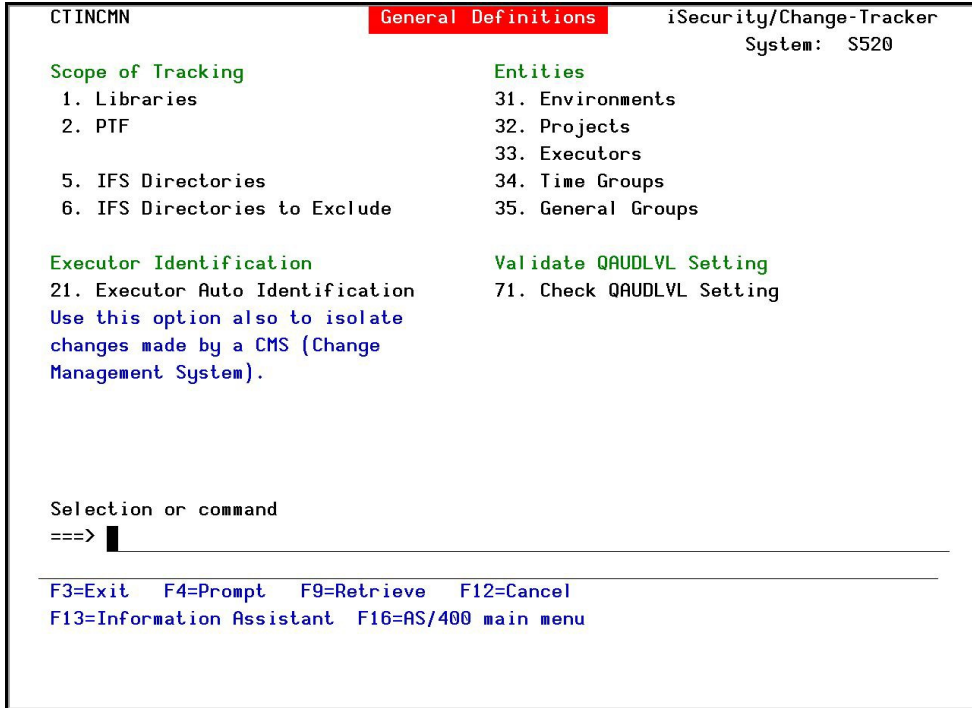 CTINCMN General Definitions iSecurity/Change-Tracker
System: S520
Scope of Tracking Entities
1. Libraries 31. Environments
2. PTF 32. Projects
33. Executors
5. IFS Directories 34. Time Groups
6. IFS Directories to Exclude 35. General Groups
Executor Identification Validate QAUDLVL Setting
21. Executor Auto Identification 71. Check QAUDLVL Setting
Use this option also to isolate
changes made by a CMS (Change
Management System).
Selection or command
===>
F3=Exit F4=Prompt F9=Retrieve F12=Cancel
F13=Information Assistant F16=AS/400 main menu